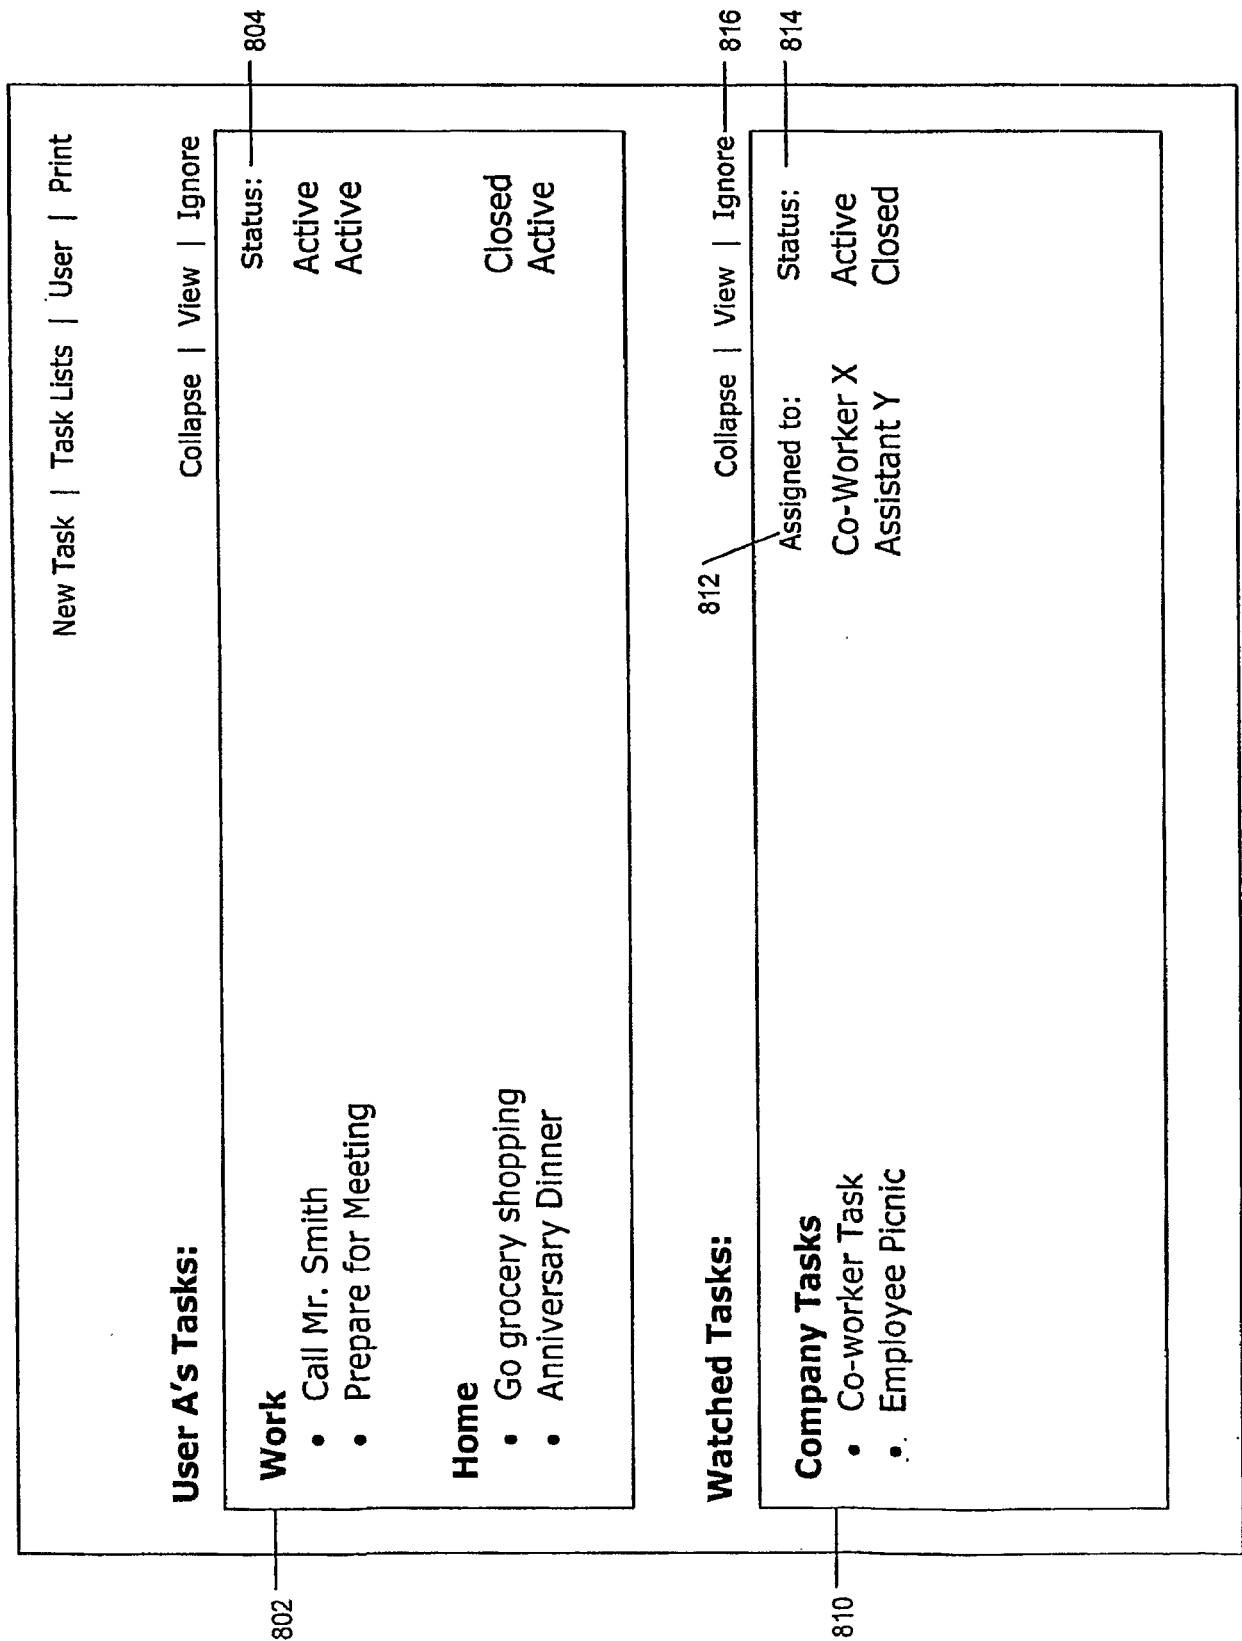 New Task | Task Lists | User | Print
User A's Tasks:
Collapse | View | Ignore
Work
Status:
804
802
• Call Mr. Smith
Active
• Prepare for Meeting
Active
Home
• Go grocery shopping
Closed
• Anniversary Dinner
Active
Watched Tasks:
812
Collapse | View | Ignore
816
Company Tasks
Assigned to:
Status:
814
810
• Co-worker Task
Co-Worker X
Active
• Employee Picnic
Assistant Y
Closed